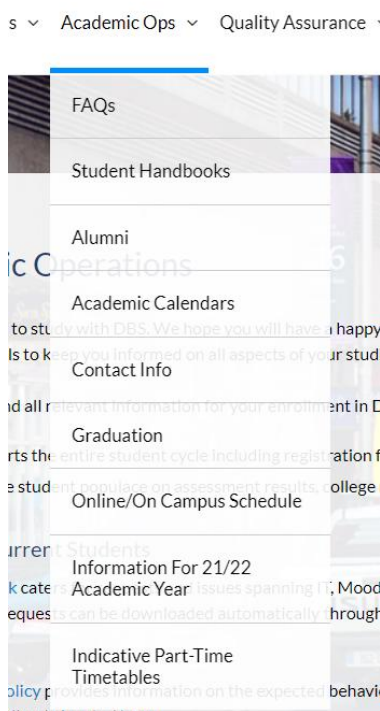 s Academic Ops Quality Assurance
FAQs
Student Handbooks
Alumni
ic Operations
Academic Calendars
to study with DBS. We hope you will have a happy
ls to keep you informed on all aspects of your stud
Contact Info
nd all relevant information for your enrollment in D
Graduation
rts the entire student cycle including registration f
e student populace on assessment results, college
Online/On Campus Schedule
urrent Students
Information For 21/22
Academic Year
k caters issues spanning IT, Mood
equests can be downloaded automatically through
Indicative Part-Time
Timetables
olicy provides information on the expected behavi